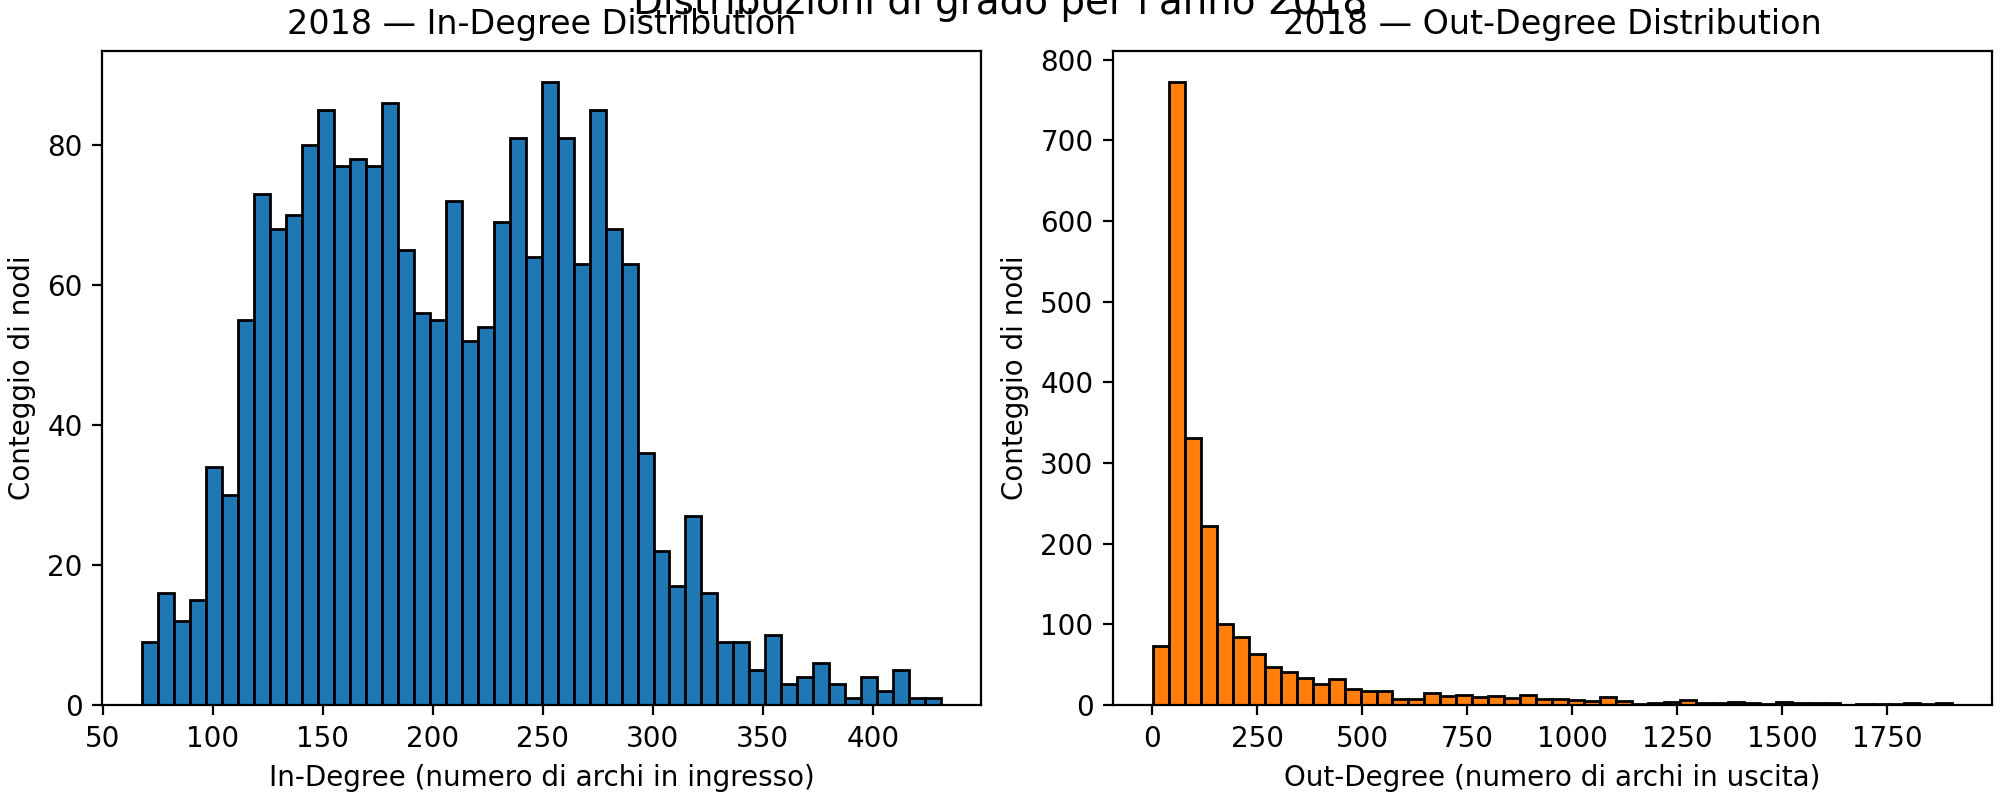 Distribuzioni di grado per l'anno 2018
2018 — In-Degree Distribution
80
60
40
20
0
Conteggio di nodi
50 100 150 200 250 300 350 400
In-Degree (numero di archi in ingresso)
2018 — Out-Degree Distribution
800
700
600
500
400
300
200
100
0
Conteggio di nodi
0 250 500 750 1000 1250 1500 1750
Out-Degree (numero di archi in uscita)